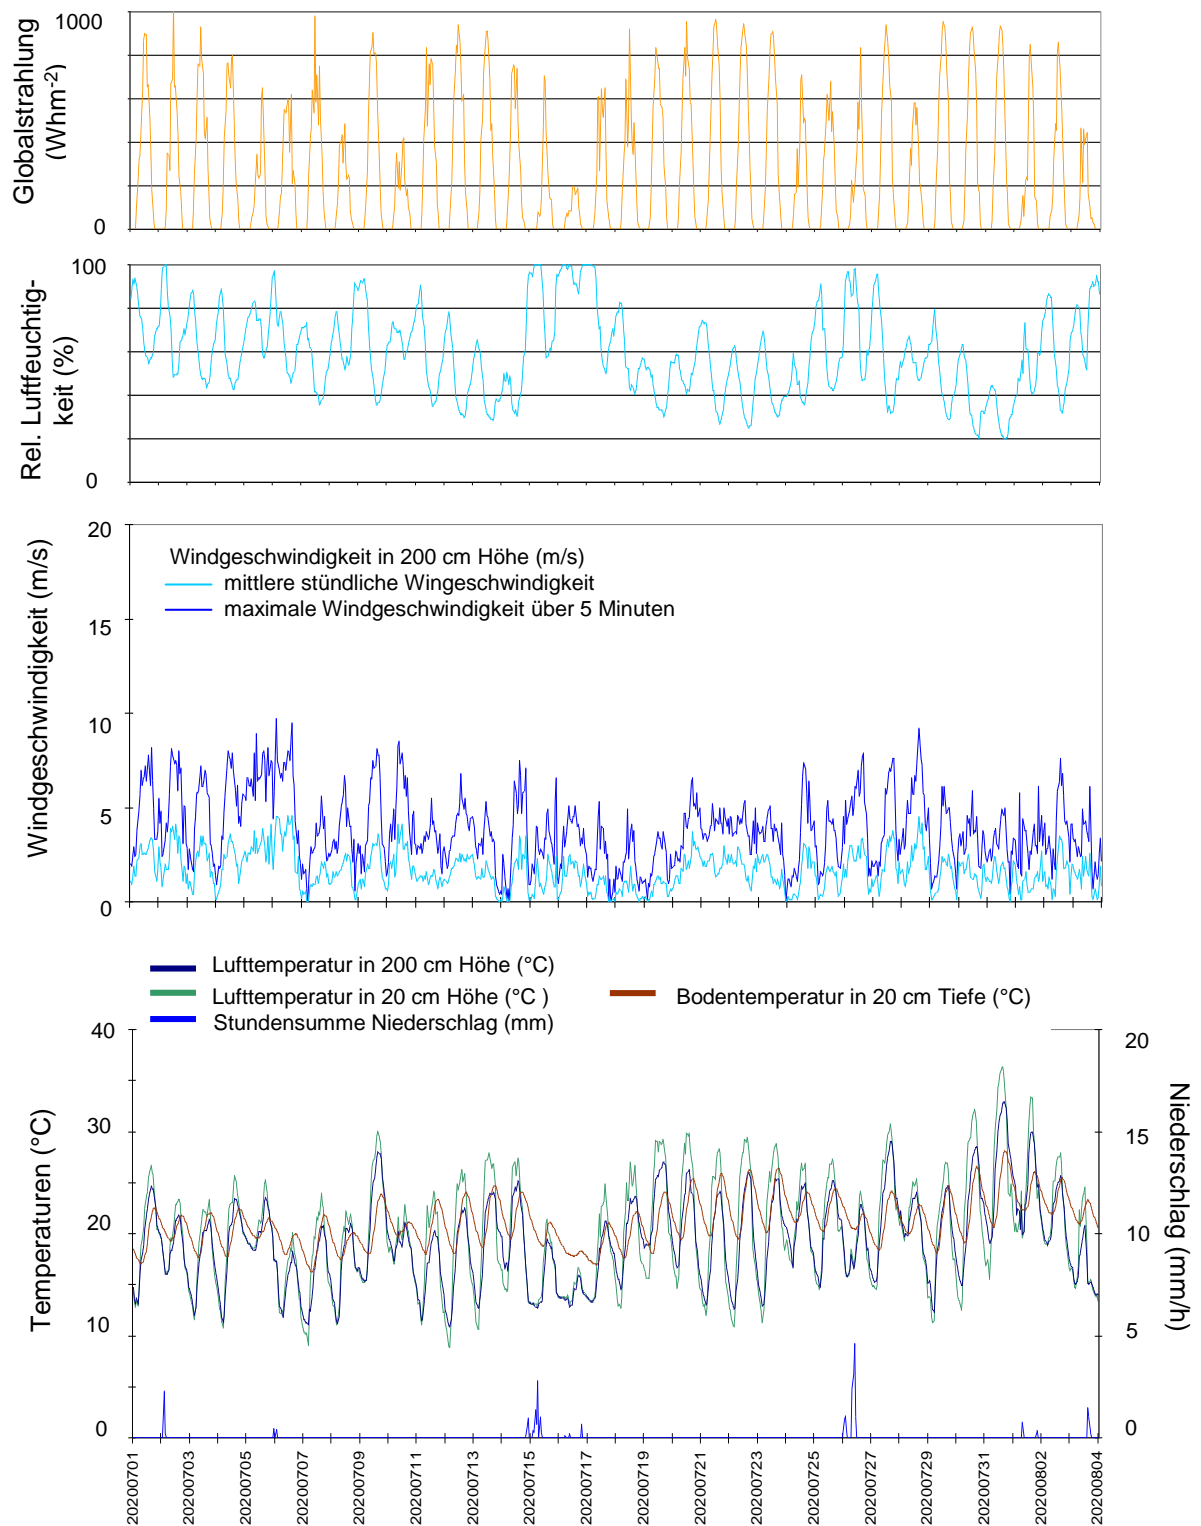 1000
0
Globalstrahlung
(Whm-2)
100
0
Rel. Luftfeuchtig-
keit (%)
20
15
10
5
0
Windgeschwindigkeit (m/s)
Windgeschwindigkeit in 200 cm Höhe (m/s)
mittlere stündliche Wingeschwindigkeit
maximale Windgeschwindigkeit über 5 Minuten
Lufttemperatur in 200 cm Höhe (°C)
Lufttemperatur in 20 cm Höhe (°C )
Bodentemperatur in 20 cm Tiefe (°C)
Stundensumme Niederschlag (mm)
40
30
20
10
0
Temperaturen (°C)
20
15
10
5
0
Niederschlag (mm/h)
20200701
20200703
20200705
20200707
20200709
20200711
20200713
20200715
20200717
20200719
20200721
20200723
20200725
20200727
20200729
20200731
20200802
20200804